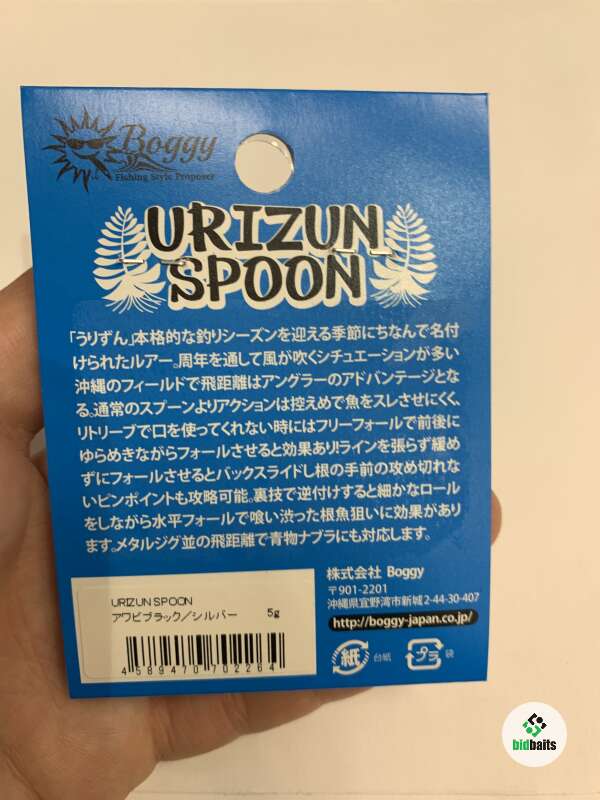 Boggy
Fishing Style Proposer
URIZUN
SPOON
「うりずん」本格的な釣りシーズンを迎える季節にちなんで名付
けられたルアー。周年を通して風が吹くシチュエーションが多い
沖縄のフィールドで飛距離はアングラーのアドバンテージとな
る。通常のスプーンよりアクションは控えめで魚をスレさせにくく、
リトリーブで口を使ってくれない時にはフリーフォールで前後に
ゆらめきながらフォールさせると効果あり!ラインを張らず緩め
ずにフォールさせるとバックスライドし根の手前の攻め切れな
いピンポイントも攻略可能。裏技で逆付けすると細かなロール
をしながら水平フォールで喰い渋った根魚狙いに効果があり
ます。メタルジグ並の飛距離で青物ナブラにも対応します。
URIZUN SPOON
アワビブラック／シルバー 5g
4589470702264
株式会社 Boggy
〒901-2201
沖縄県宜野湾市新城2-44-30-407
http://boggy-japan.co.jp/
紙 台紙 プラ 袋
bidbaits